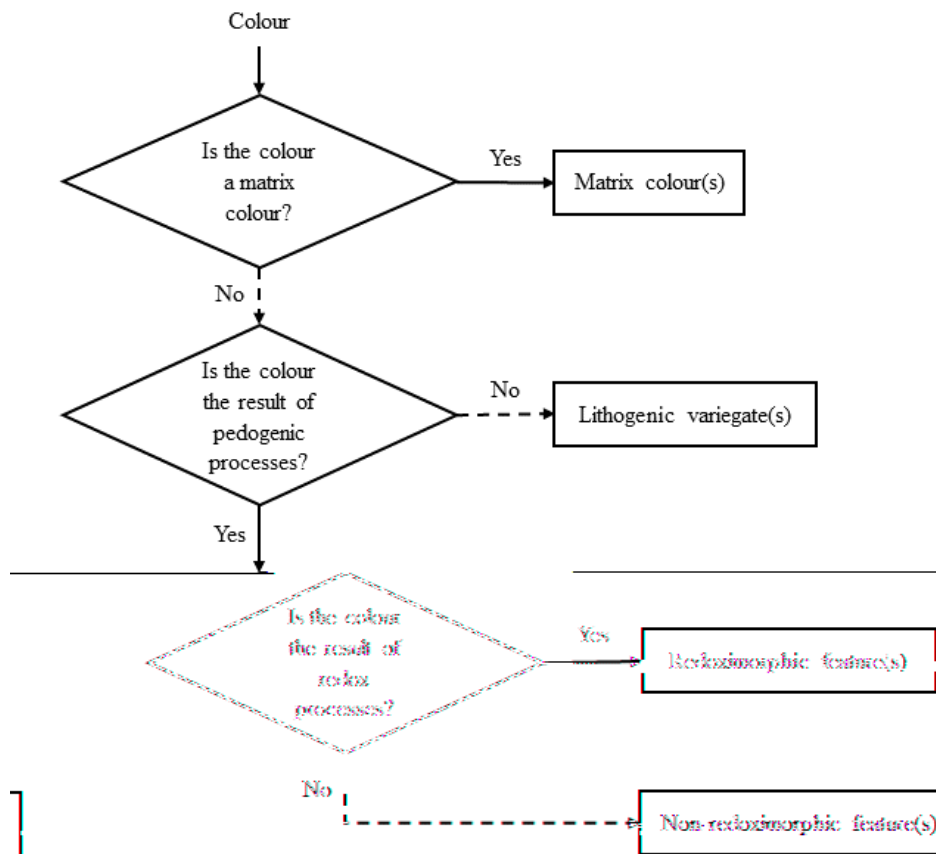 Colour
Is the colour
a matrix
colour?
Yes
Matrix colour(s)
No
Is the colour
the result of
pedogenic
processes?
No
Lithogenic variegate(s)
Yes
Is the colour
the result of
redox
processes?
Yes
Redoximorphic feature(s)
No
Non-redoximorphic feature(s)